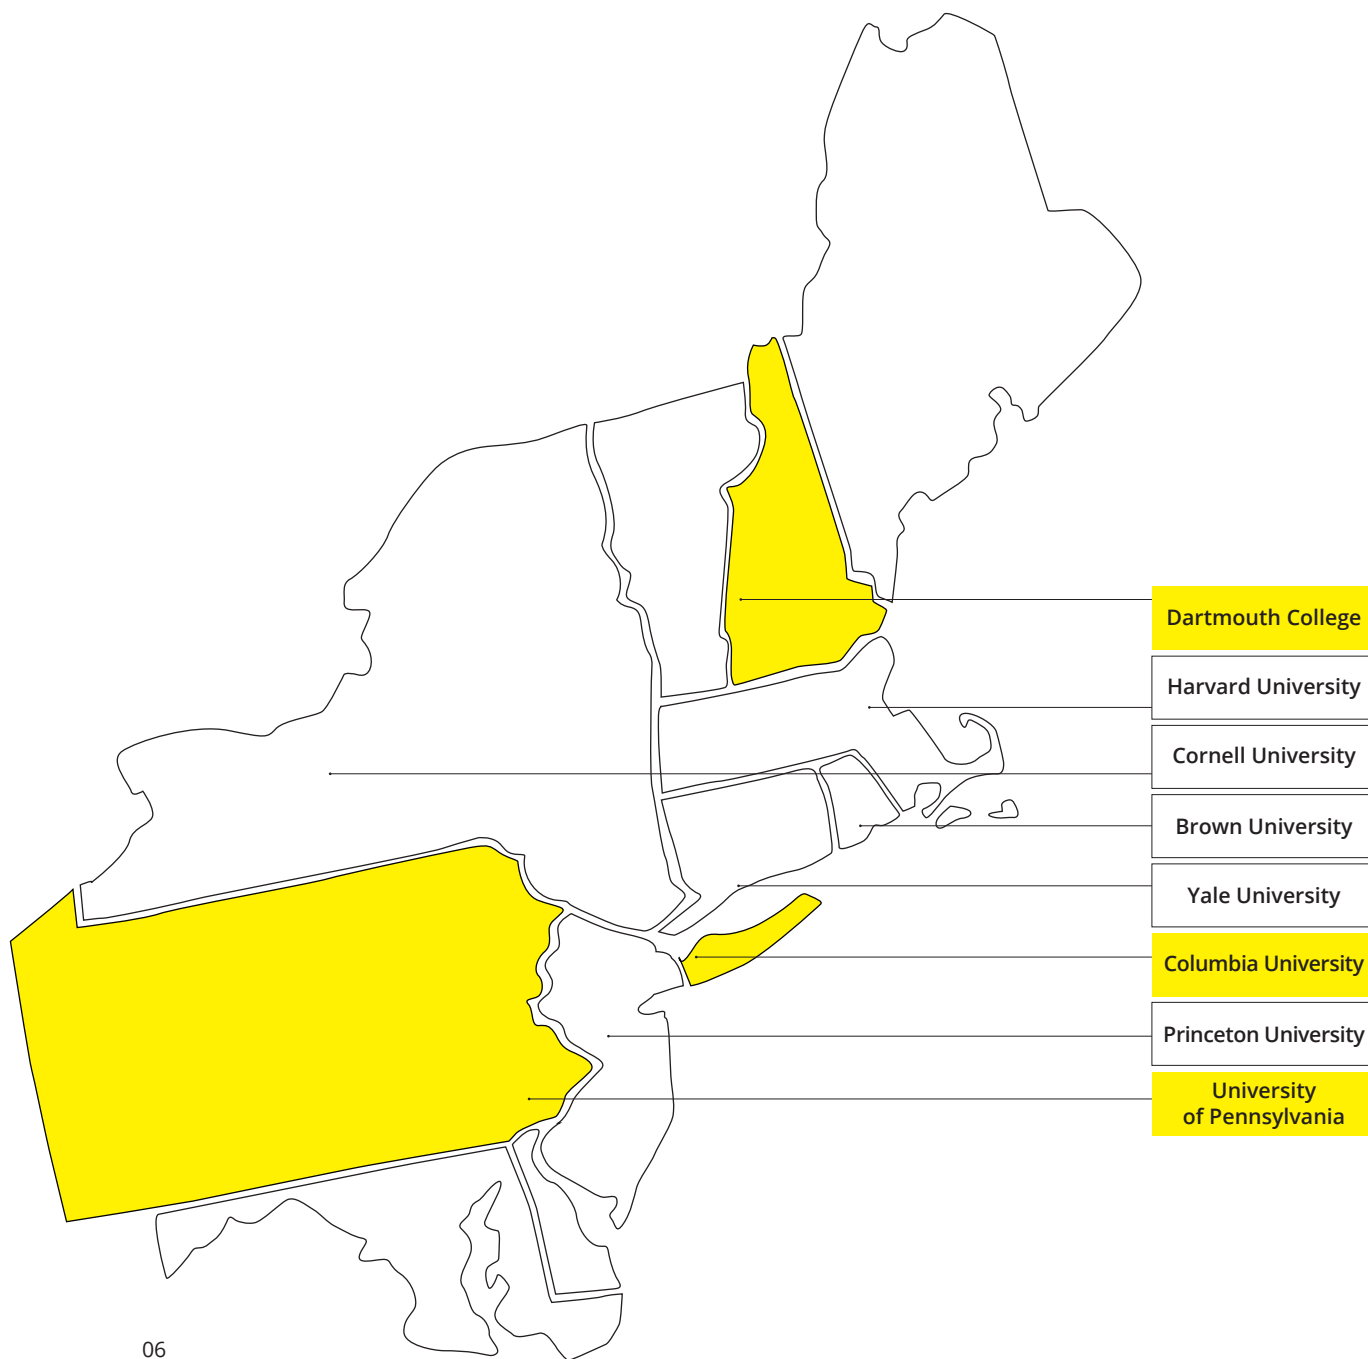 Dartmouth College
Harvard University
Cornell University
Brown University
Yale University
Columbia University
Princeton University
University
of Pennsylvania
06